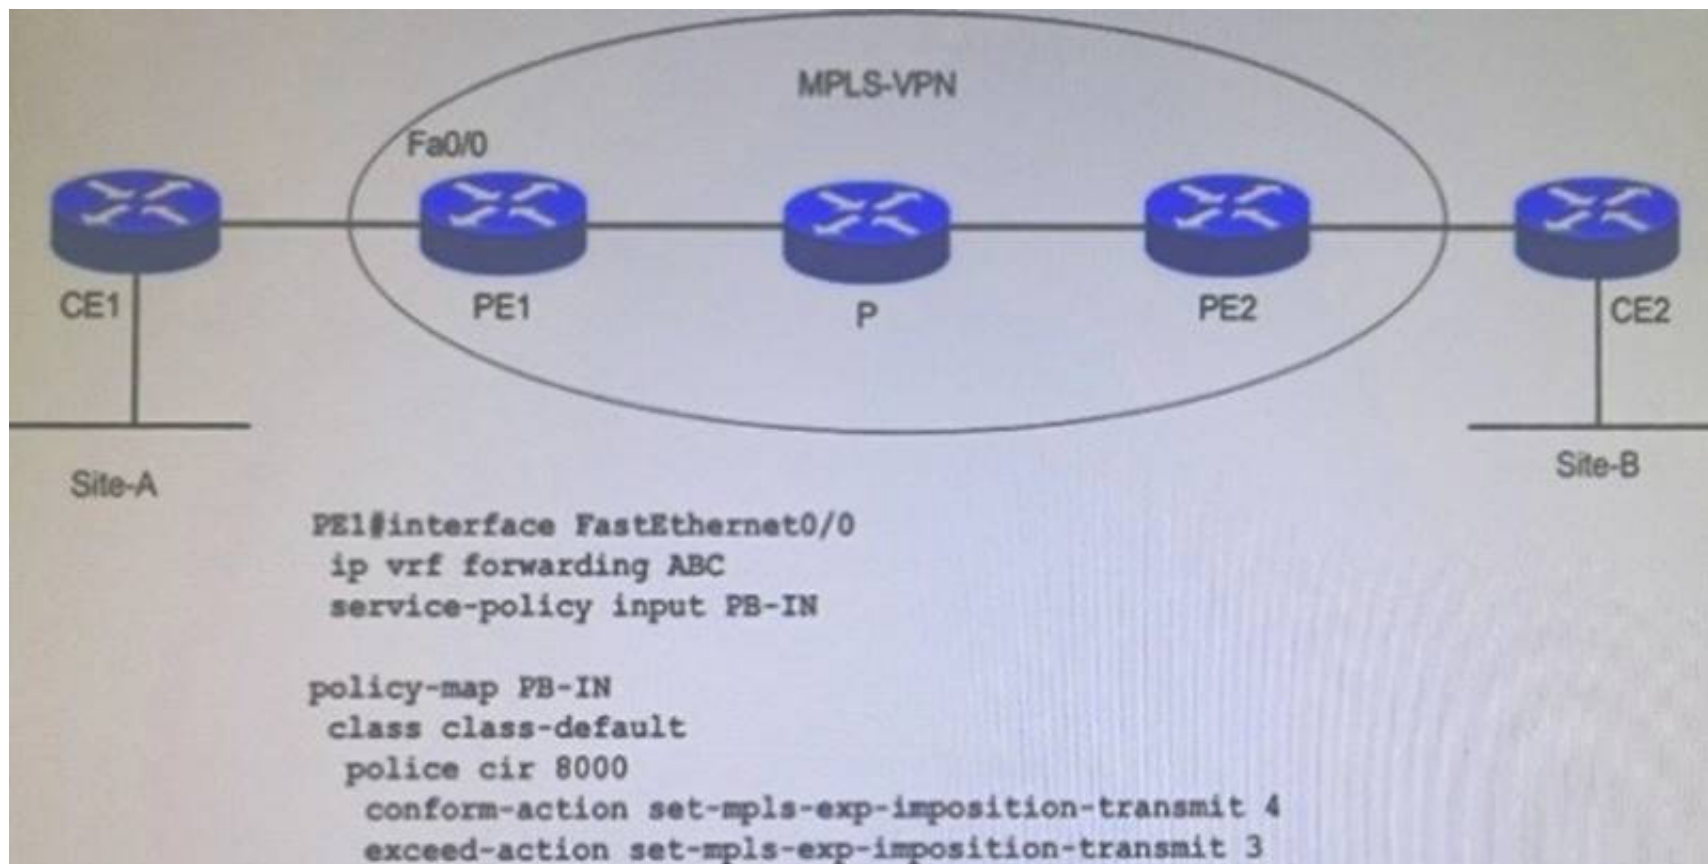 MPLS-VPN
Fa0/0
CE1
PE1
P
PE2
CE2
Site-A
Site-B
PE1#interface FastEthernet0/0
ip vrf forwarding ABC
service-policy input PB-IN
policy-map PB-IN
class class-default
police cir 8000
conform-action set-mpls-exp-imposition-transmit 4
exceed-action set-mpls-exp-imposition-transmit 3